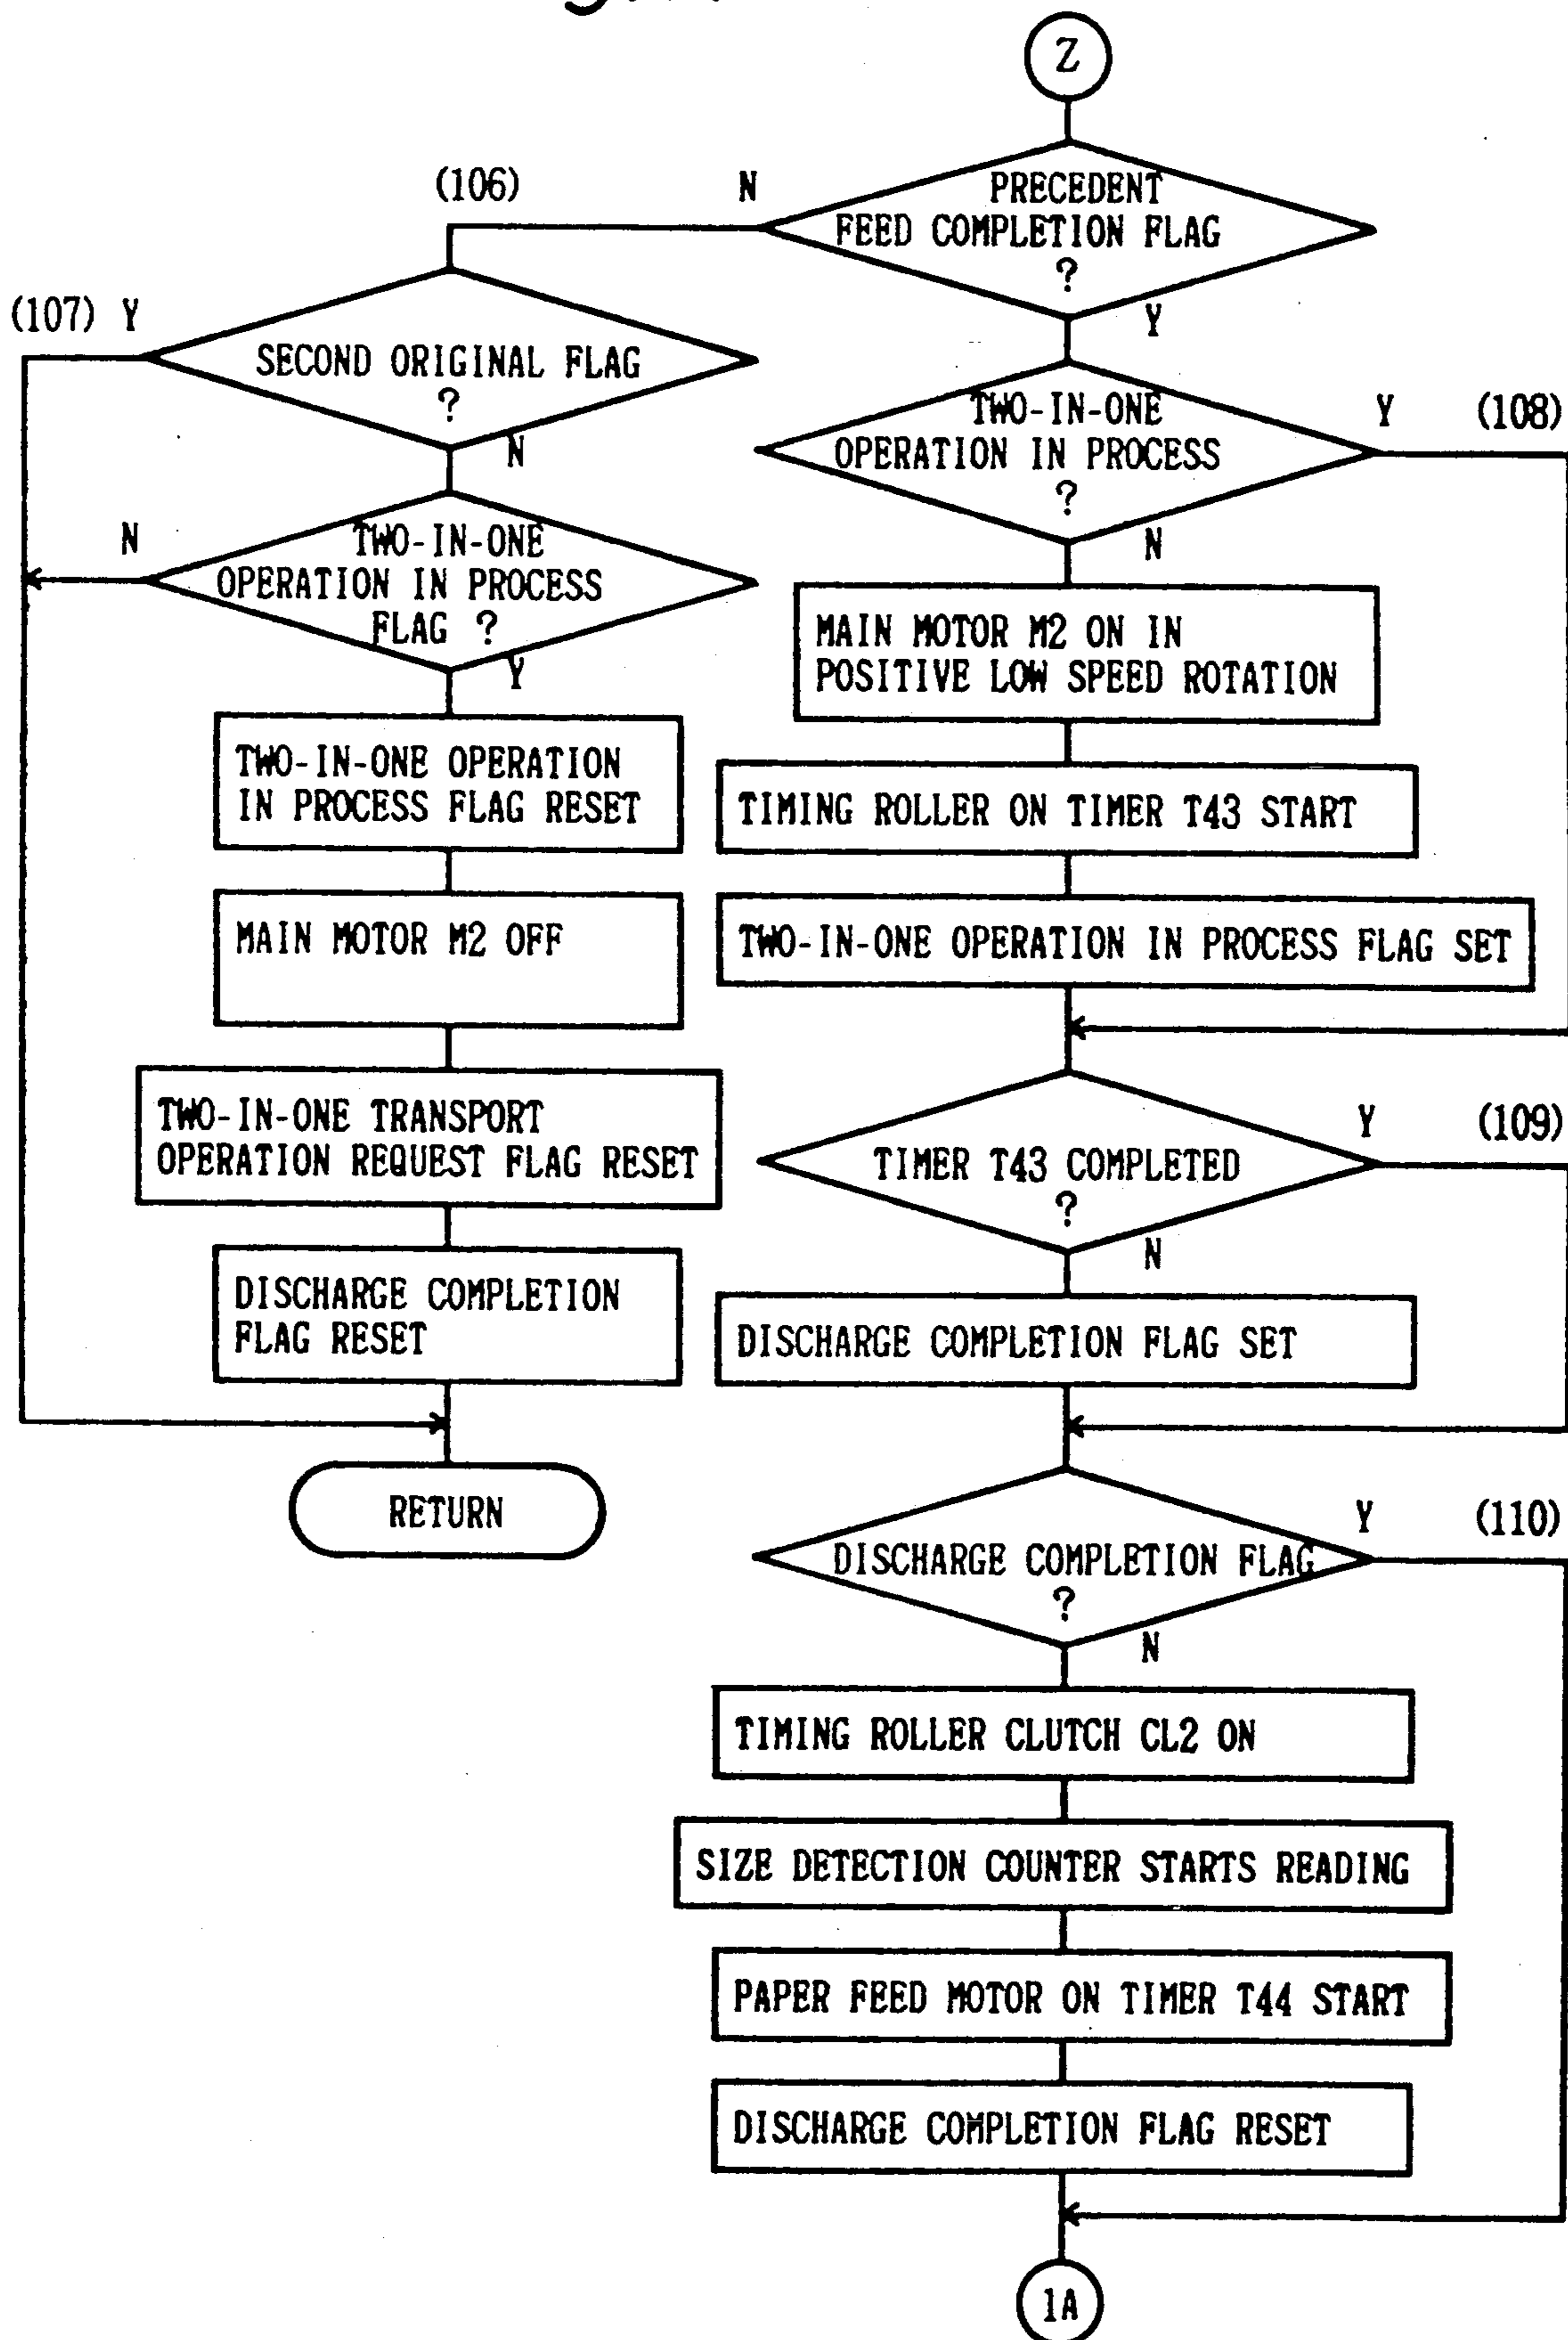 Z
PRECEDENT
FEED COMPLETION FLAG
?
N
(106)
Y
SECOND ORIGINAL FLAG
?
(107) Y
N
TWO-IN-ONE
OPERATION IN PROCESS
FLAG ?
N
Y
TWO-IN-ONE OPERATION
IN PROCESS FLAG RESET
MAIN MOTOR M2 OFF
TWO-IN-ONE TRANSPORT
OPERATION REQUEST FLAG RESET
DISCHARGE COMPLETION
FLAG RESET
RETURN
TWO-IN-ONE
OPERATION IN PROCESS
?
Y (108)
N
MAIN MOTOR M2 ON IN
POSITIVE LOW SPEED ROTATION
TIMING ROLLER ON TIMER T43 START
TWO-IN-ONE OPERATION IN PROCESS FLAG SET
TIMER T43 COMPLETED
?
Y (109)
N
DISCHARGE COMPLETION FLAG SET
DISCHARGE COMPLETION FLAG
?
Y (110)
N
TIMING ROLLER CLUTCH CL2 ON
SIZE DETECTION COUNTER STARTS READING
PAPER FEED MOTOR ON TIMER T44 START
DISCHARGE COMPLETION FLAG RESET
1A